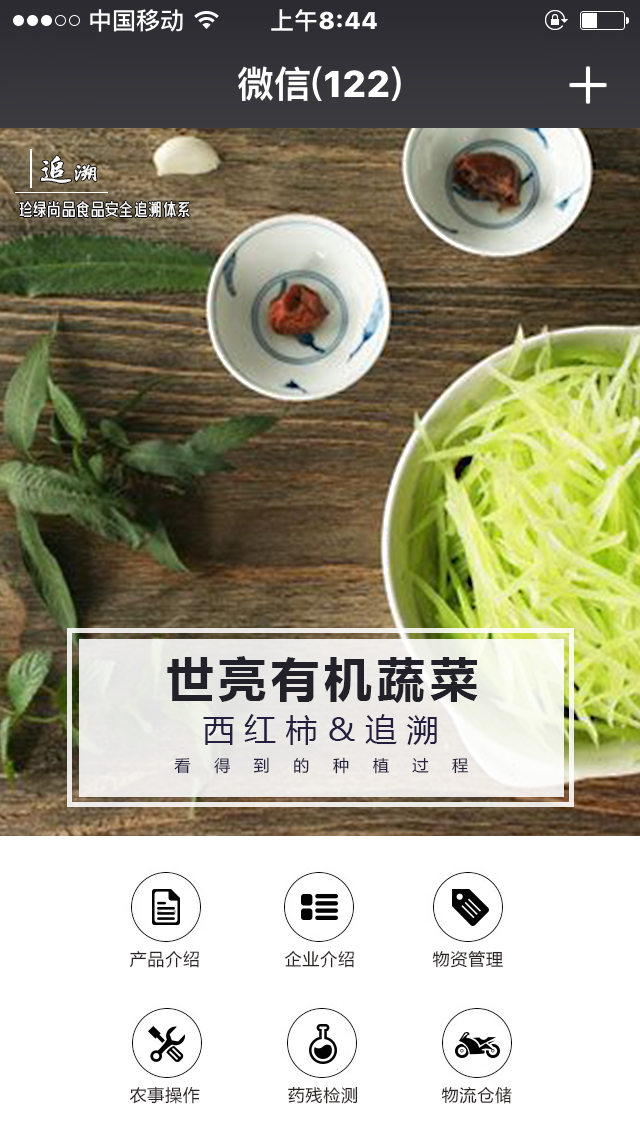 中国移动 上午8:44
微信(122)
追溯
珍绿尚品食品安全追溯体系
世亮有机蔬菜
西红柿&追溯
看得到的种植过程
产品介绍 企业介绍 物资管理
农事操作 药残检测 物流仓储